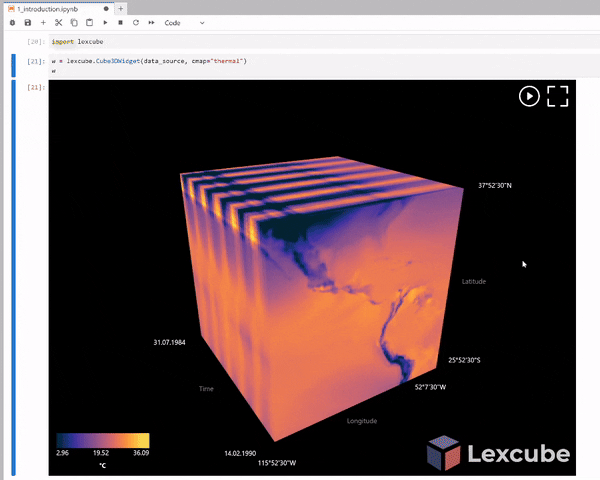 1_introduction.ipynb
Code
[20]: import lexcube
[21]: w = lexcube.Cube3DWidget(data_source, cmap="thermal")
w
[21]:
37°52'30"N
Latitude
31.07.1984
25°52'30"S
Time
52°7'30"W
Longitude
2.96 19.52 36.09
°C
14.02.1990
115°52'30"W
Lexcube